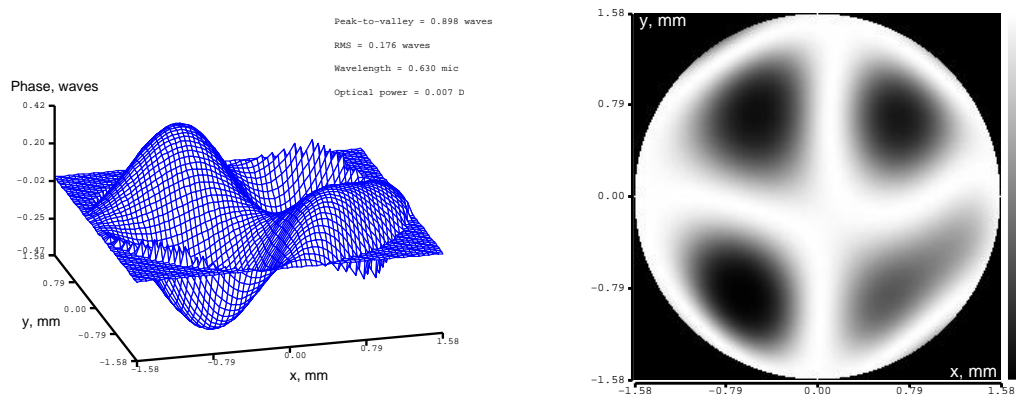 Peak-to-valley = 0.898 waves
RMS = 0.176 waves
Wavelength = 0.630 mic
Optical power = 0.007 D
Phase, waves
0.42
0.20
-0.02
-0.25
-0.47
1.58
0.79
0.00
-0.79
-1.58
y, mm
-1.58
-0.79
0.00
0.79
1.58
x, mm
1.58
y, mm
0.79
0.00
-0.79
-1.58
x, mm
-1.58
-0.79
0.00
0.79
1.58